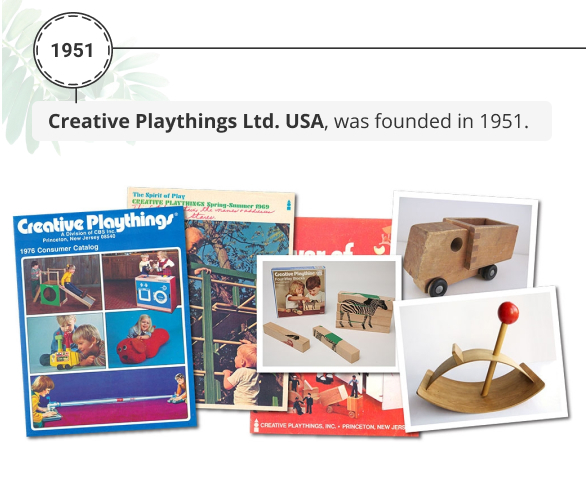 1951
Creative Playthings Ltd. USA, was founded in 1951.
The Spirit of Play
CREATIVE PLAYTHINGS Spring-Summer 1969
Creative Playthings®
A Division of CBS Inc.
Princeton, New Jersey 08540
1976 Consumer Catalog
Creative Playthings
CREATIVE PLAYTHINGS, INC. • PRINCETON, NEW JERS